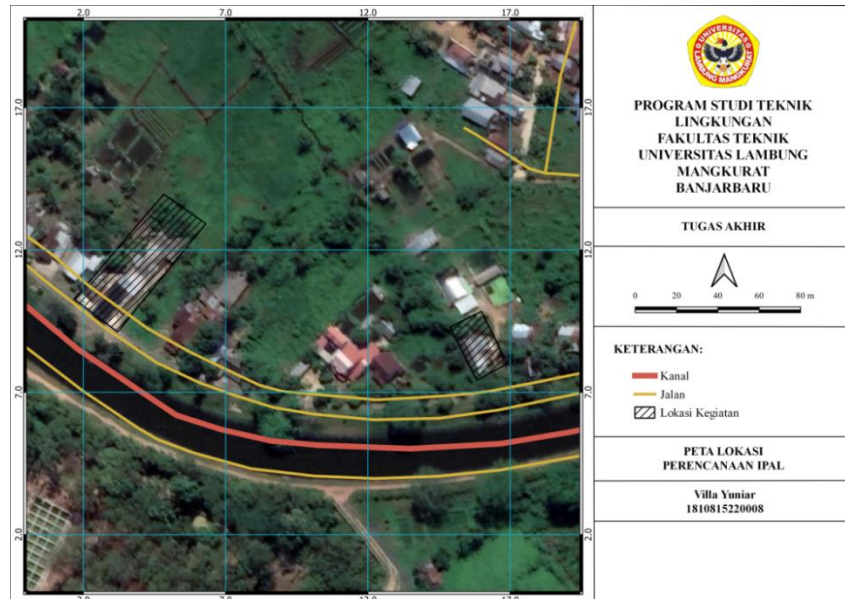 2.0 7.0 12.0 17.0
17.0 17.0
12.0 12.0
7.0 7.0
2.0 2.0
2.0 7.0 12.0 17.0
UNIVERSITAS
LAMBUNG MANGKURAT
PROGRAM STUDI TEKNIK
LINGKUNGAN
FAKULTAS TEKNIK
UNIVERSITAS LAMBUNG
MANGKURAT
BANJARBARU
TUGAS AKHIR
0 20 40 60 80 m
KETERANGAN:
Kanal
Jalan
Lokasi Kegiatan
PETA LOKASI
PERENCANAAN IPAL
Villa Yuniar
1810815220008